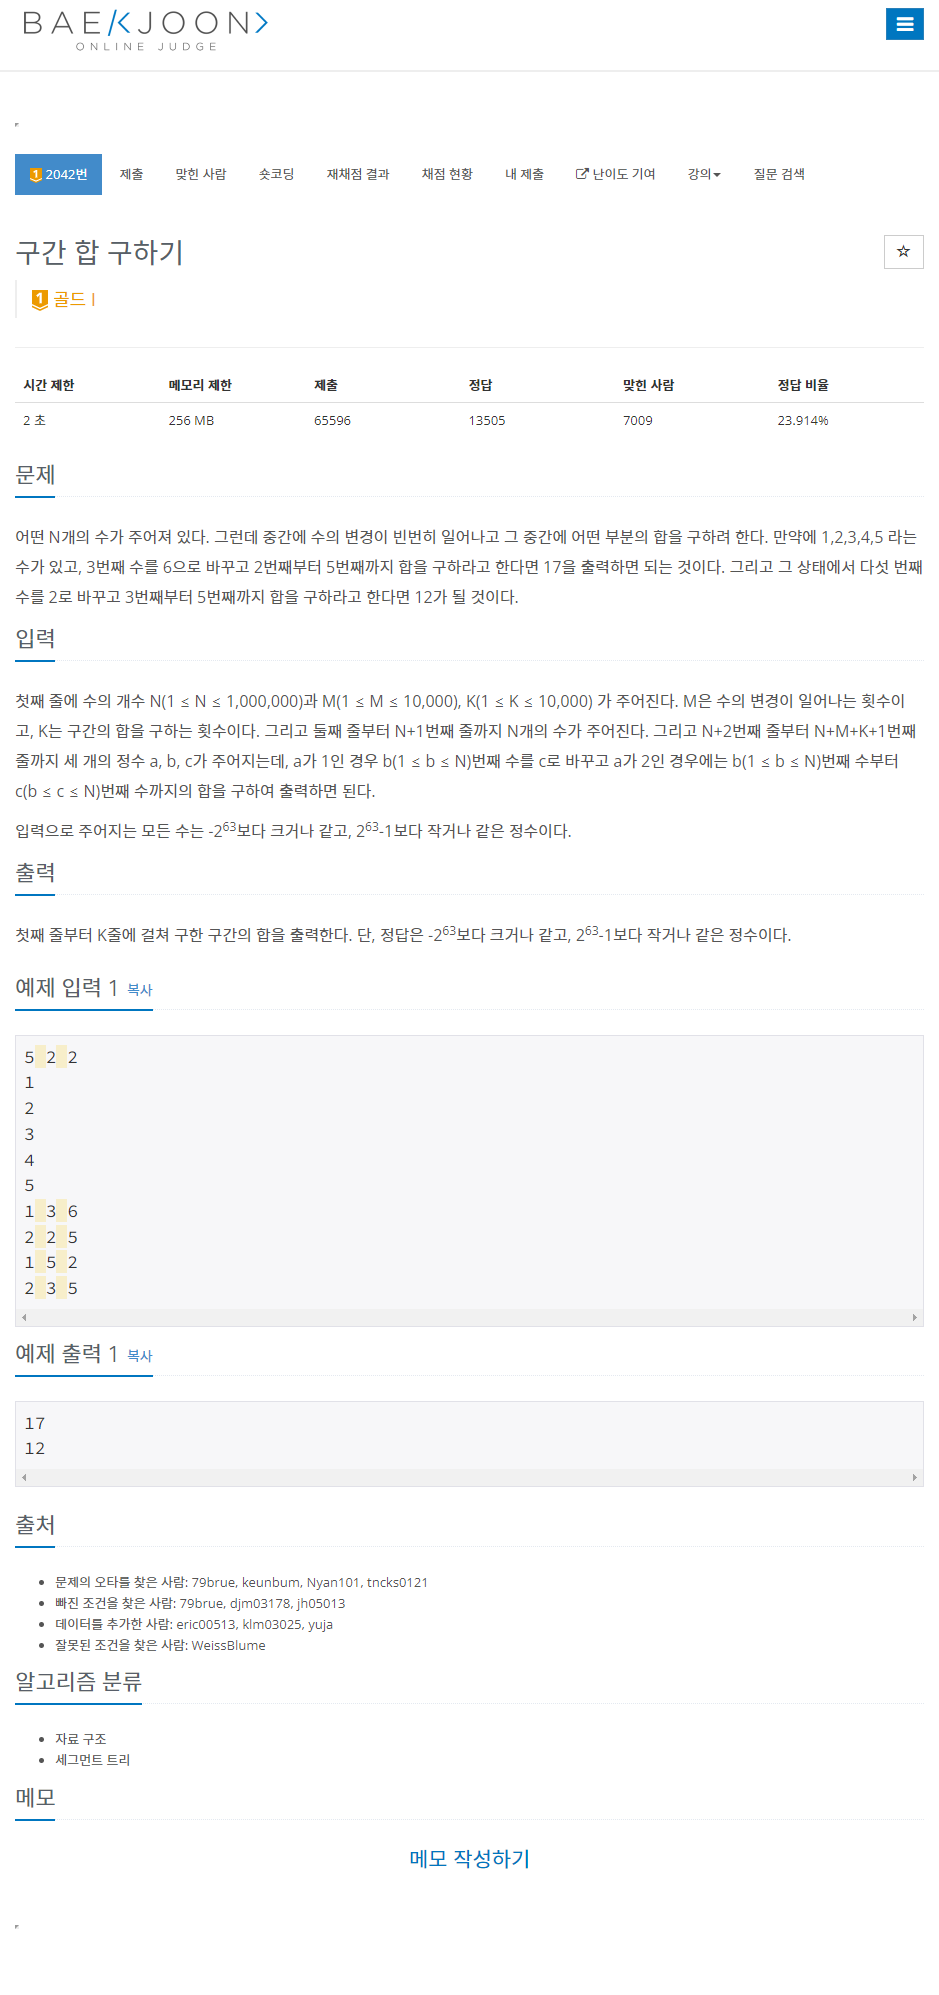 BAEKJOON>
ONLINE JUDGE
1 2042번 제출 맞힌 사람 숏코딩 재채점 결과 채점 현황 내 제출 난이도 기여 강의 질문 검색
구간 합 구하기
1 골드 I
시간 제한 메모리 제한 제출 정답 맞힌 사람 정답 비율
2 초 256 MB 65596 13505 7009 23.914%
문제
어떤 N개의 수가 주어져 있다. 그런데 중간에 수의 변경이 빈번히 일어나고 그 중간에 어떤 부분의 합을 구하려 한다. 만약에 1,2,3,4,5 라는
수가 있고, 3번째 수를 6으로 바꾸고 2번째부터 5번째까지 합을 구하라고 한다면 17을 출력하면 되는 것이다. 그리고 그 상태에서 다섯 번째
수를 2로 바꾸고 3번째부터 5번째까지 합을 구하라고 한다면 12가 될 것이다.
입력
첫째 줄에 수의 개수 N(1 ≤ N ≤ 1,000,000)과 M(1 ≤ M ≤ 10,000), K(1 ≤ K ≤ 10,000) 가 주어진다. M은 수의 변경이 일어나는 횟수이
고, K는 구간의 합을 구하는 횟수이다. 그리고 둘째 줄부터 N+1번째 줄까지 N개의 수가 주어진다. 그리고 N+2번째 줄부터 N+M+K+1번째
줄까지 세 개의 정수 a, b, c가 주어지는데, a가 1인 경우 b(1 ≤ b ≤ N)번째 수를 c로 바꾸고 a가 2인 경우에는 b(1 ≤ b ≤ N)번째 수부터
c(b ≤ c ≤ N)번째 수까지의 합을 구하여 출력하면 된다.
입력으로 주어지는 모든 수는 -2⁶³보다 크거나 같고, 2⁶³-1보다 작거나 같은 정수이다.
출력
첫째 줄부터 K줄에 걸쳐 구한 구간의 합을 출력한다. 단, 정답은 -2⁶³보다 크거나 같고, 2⁶³-1보다 작거나 같은 정수이다.
예제 입력 1 복사
5 2 2
1
2
3
4
5
1 3 6
2 2 5
1 5 2
2 3 5
예제 출력 1 복사
17
12
출처
문제의 오타를 찾은 사람: 79brue, keunbum, Nyan101, tncks0121
빠진 조건을 찾은 사람: 79brue, djm03178, jh05013
데이터를 추가한 사람: eric00513, klm03025, yuja
잘못된 조건을 찾은 사람: WeissBlume
알고리즘 분류
자료 구조
세그먼트 트리
메모
메모 작성하기